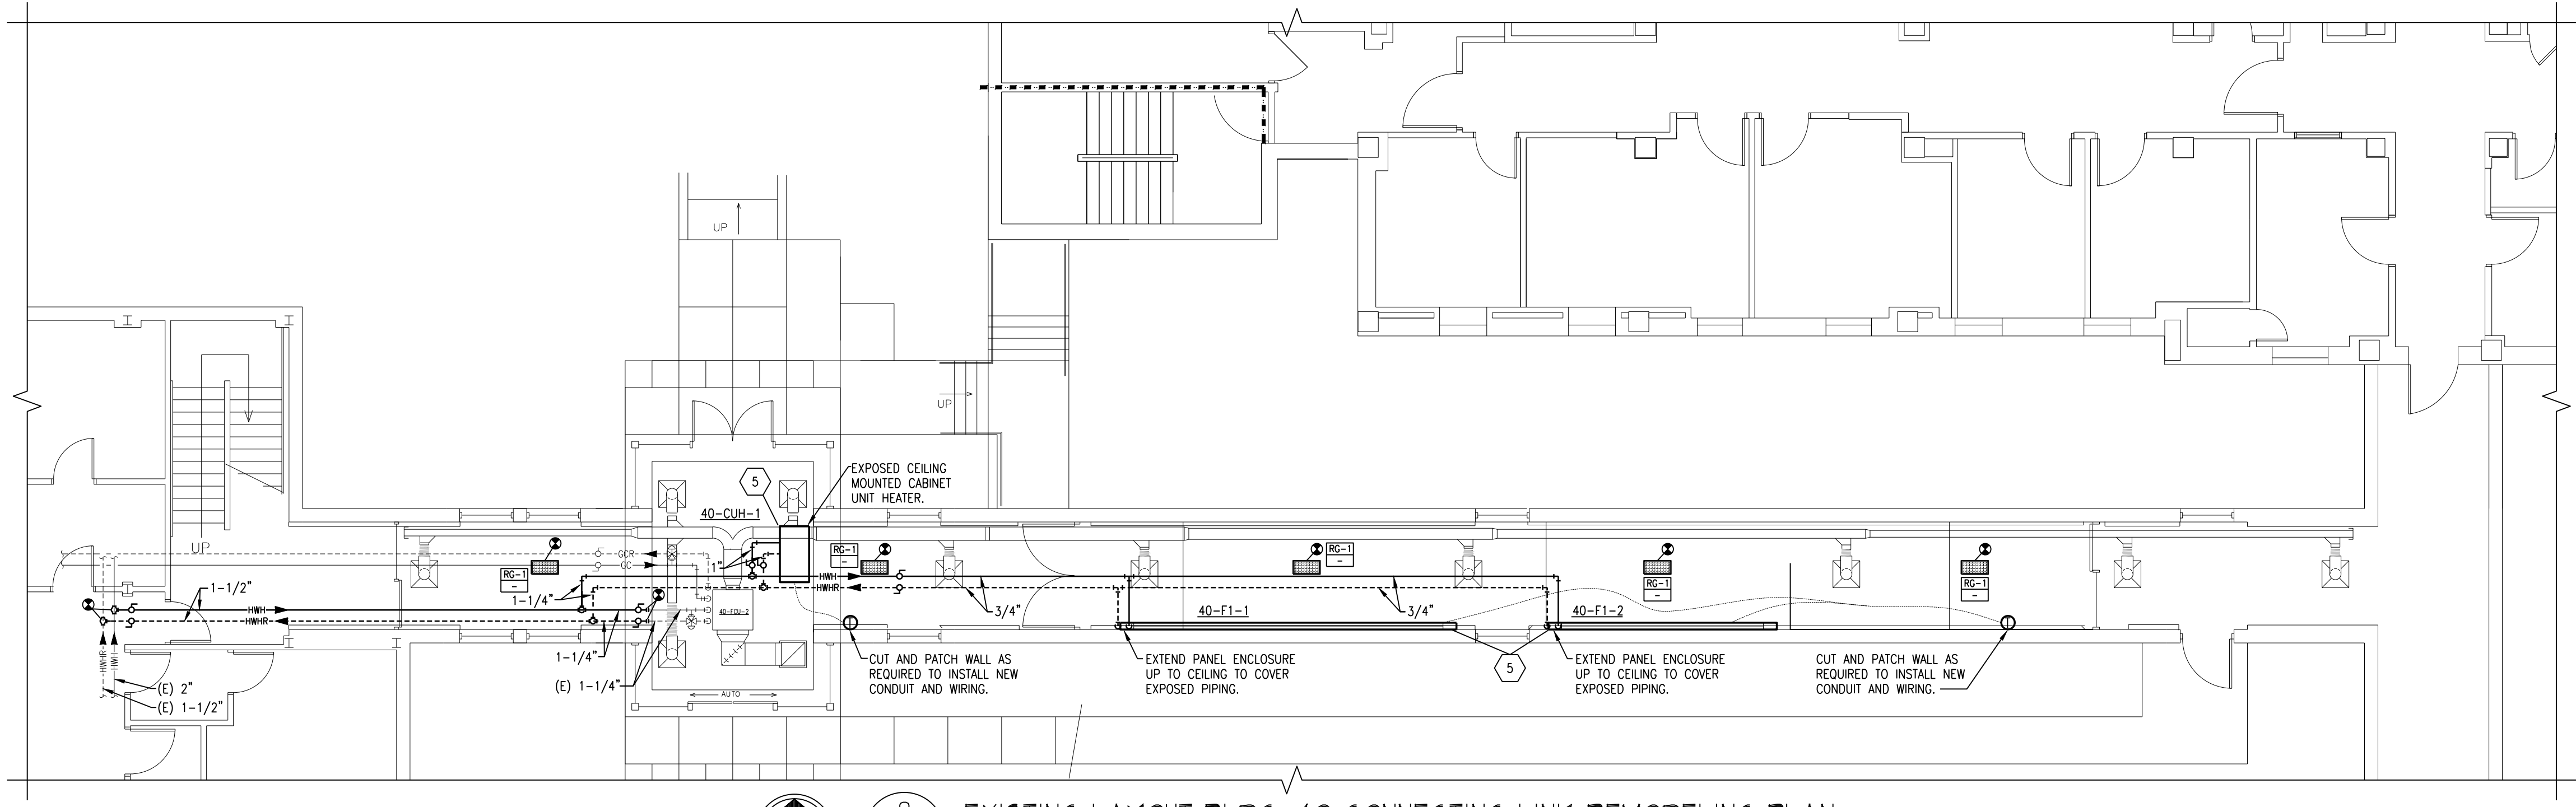 UP
UP
UP
EXPOSED CEILING
MOUNTED CABINET
UNIT HEATER.
5
40-CUH-1
GCR
GC
1"
RG-1
-
RG-1
-
RG-1
-
RG-1
-
RG-1
-
HWH
HWHR
1-1/2"
HWH
HWHR
1-1/4"
3/4"
3/4"
40-FCU-2
40-F1-1
40-F1-2
1-1/4"
(E) 1-1/4"
HWHR
HWH
(E) 2"
(E) 1-1/2"
AUTO
CUT AND PATCH WALL AS
REQUIRED TO INSTALL NEW
CONDUIT AND WIRING.
EXTEND PANEL ENCLOSURE
UP TO CEILING TO COVER
EXPOSED PIPING.
5
EXTEND PANEL ENCLOSURE
UP TO CEILING TO COVER
EXPOSED PIPING.
CUT AND PATCH WALL AS
REQUIRED TO INSTALL NEW
CONDUIT AND WIRING.